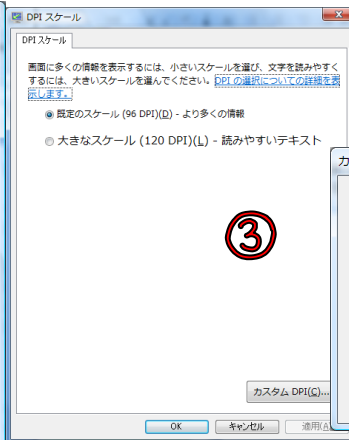 DPI スケール
DPI スケール
画面に多くの情報を表示するには、小さいスケールを選び、文字を読みやすく
するには、大きいスケールを選んでください。DPI の選択についての詳細を表
示します。
既定のスケール (96 DPI)(D) - より多くの情報
大きなスケール (120 DPI)(L) - 読みやすいテキスト
カ
③
カスタム DPI(C)...
OK キャンセル 適用(A